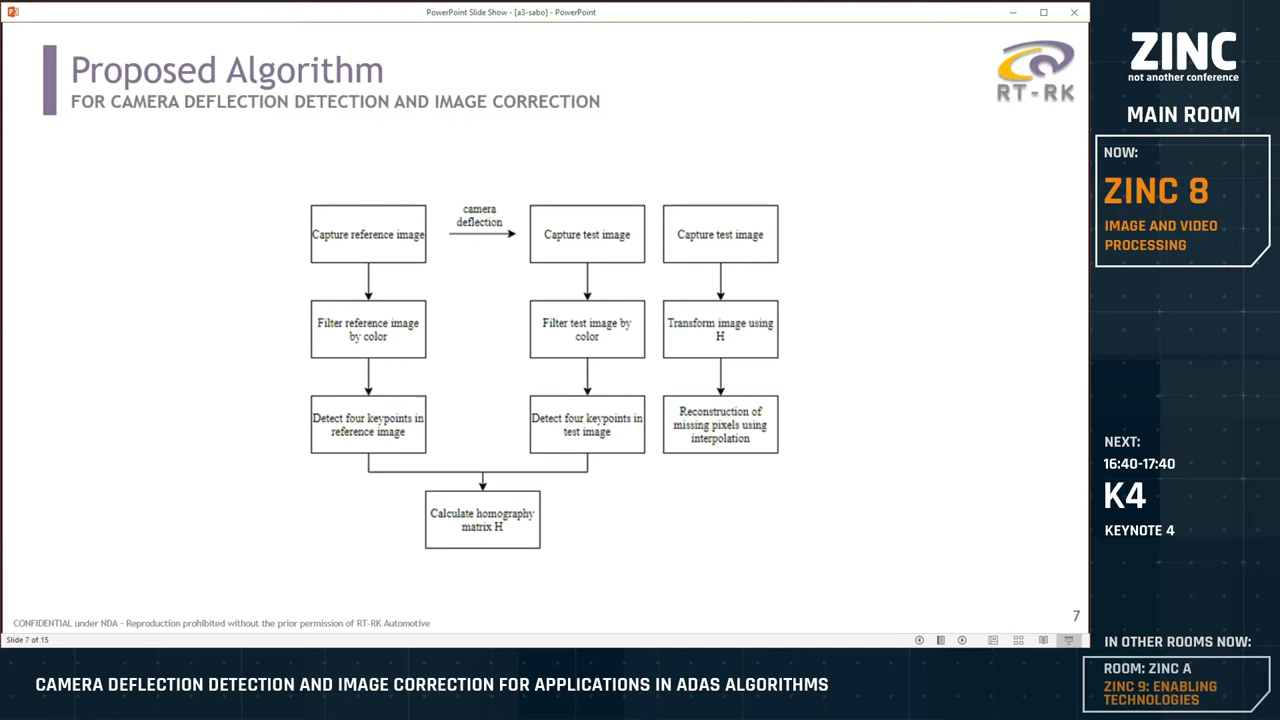 PowerPoint Slide Show - [a3-sabo] - PowerPoint
Proposed Algorithm
FOR CAMERA DEFLECTION DETECTION AND IMAGE CORRECTION
RT-RK
Capture reference image
camera
deflection
Capture test image
Capture test image
Filter reference image
by color
Filter test image by
color
Transform image using
H
Detect four keypoints in
reference image
Detect four keypoints in
test image
Reconstruction of
missing pixels using
interpolation
Calculate homography
matrix H
CONFIDENTIAL under NDA - Reproduction prohibited without the prior permission of RT-RK Automotive
7
Slide 7 of 15
ZINC
not another conference
MAIN ROOM
NOW:
ZINC 8
IMAGE AND VIDEO
PROCESSING
NEXT:
16:40-17:40
K4
KEYNOTE 4
IN OTHER ROOMS NOW:
ROOM: ZINC A
ZINC 9: ENABLING
TECHNOLOGIES
CAMERA DEFLECTION DETECTION AND IMAGE CORRECTION FOR APPLICATIONS IN ADAS ALGORITHMS